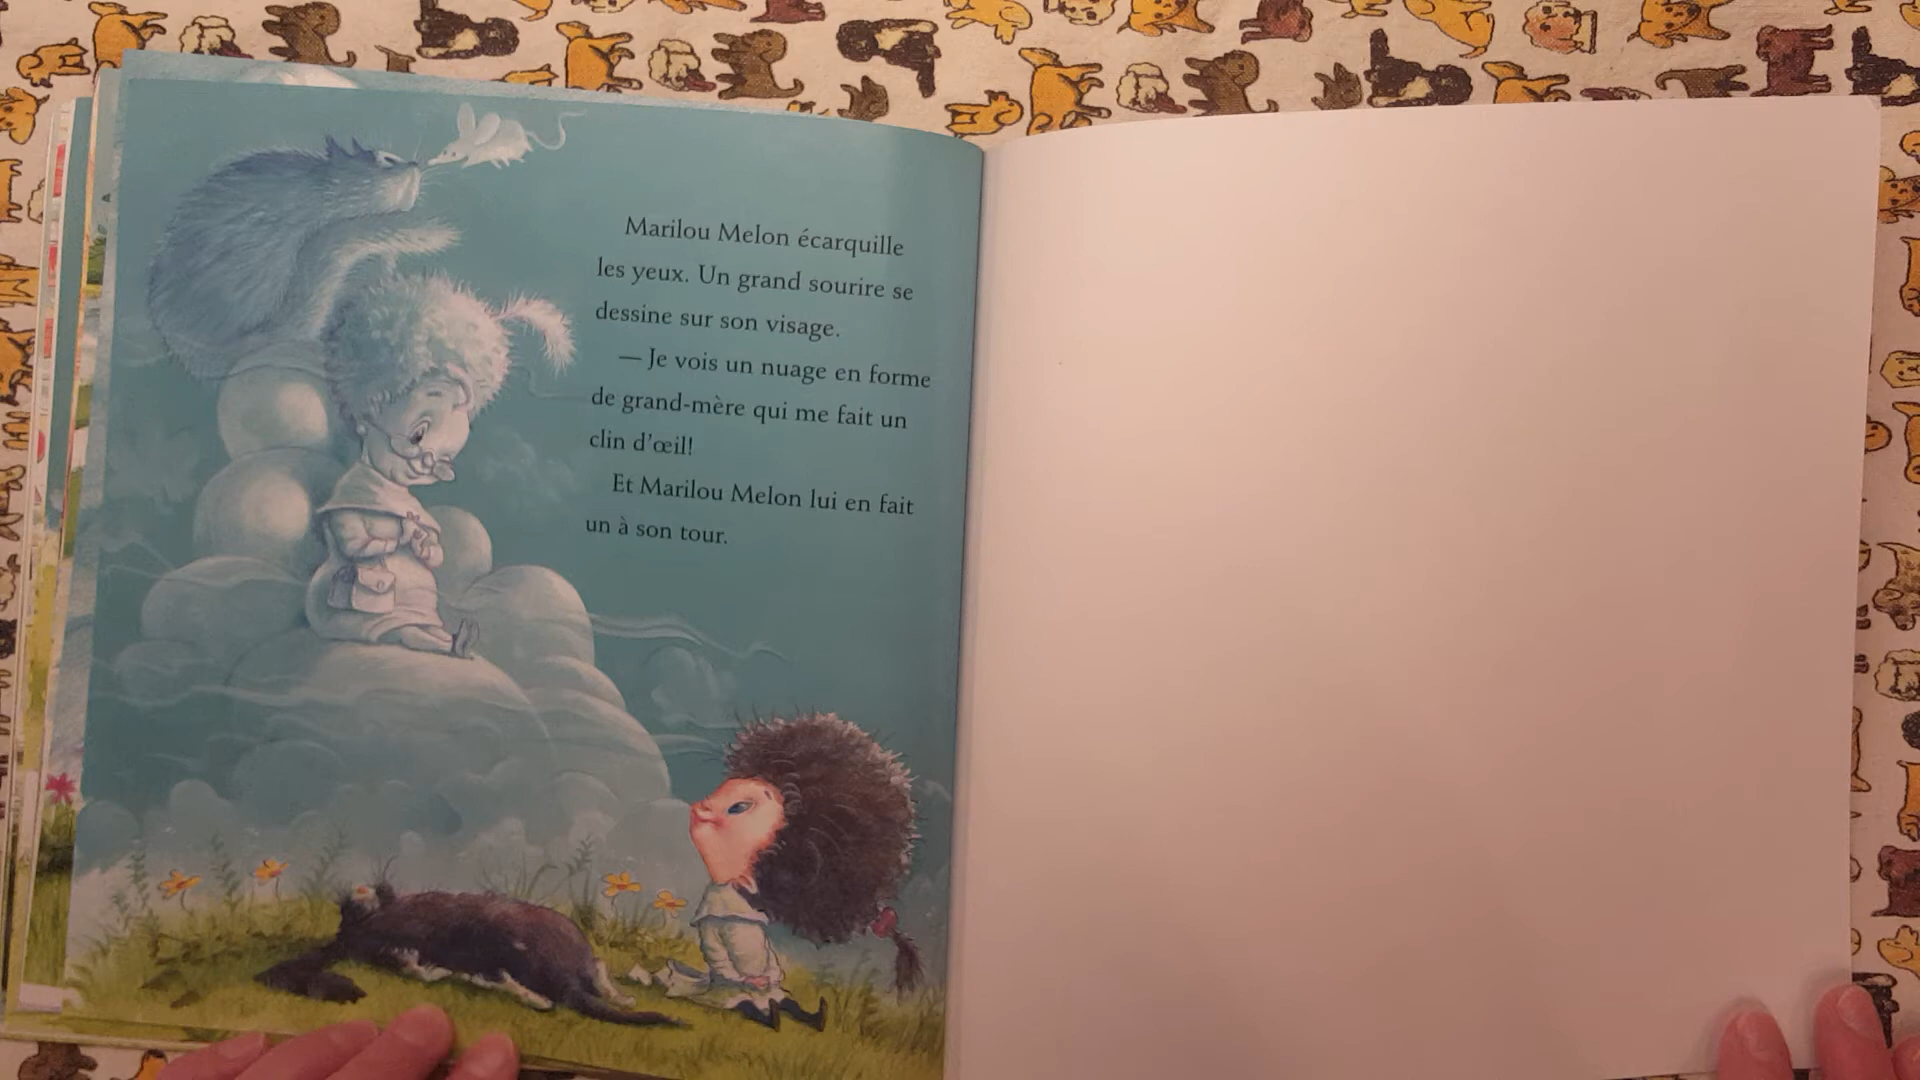 Marilou Melon écarquille
les yeux. Un grand sourire se
dessine sur son visage.
— Je vois un nuage en forme
de grand-mère qui me fait un
clin d'œil!
Et Marilou Melon lui en fait
un à son tour.